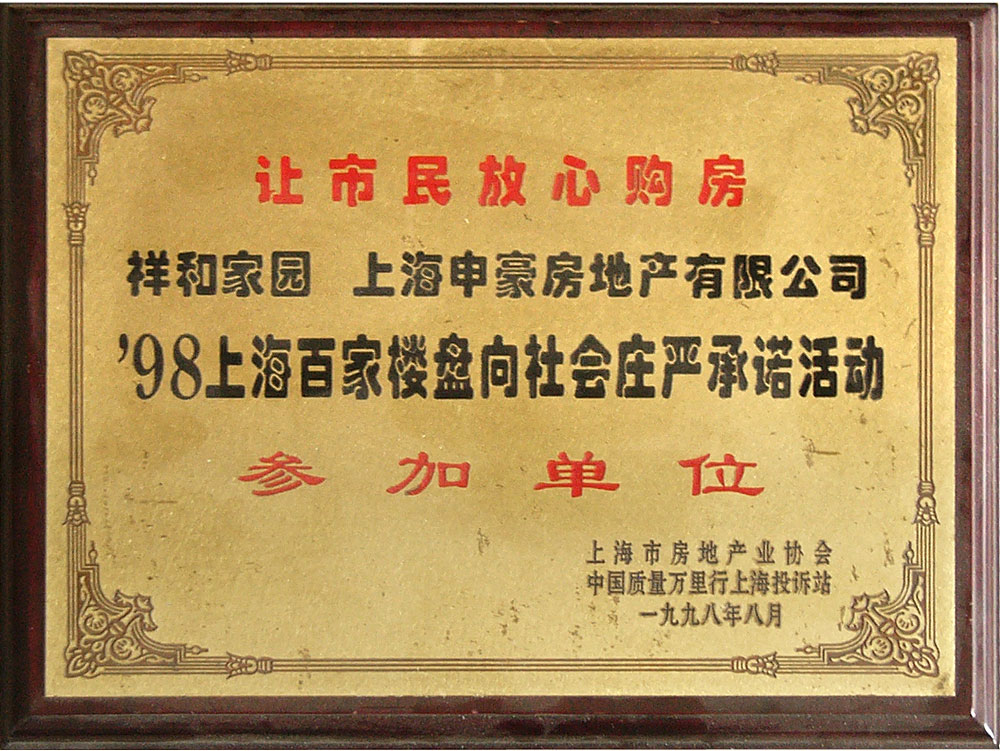 让市民放心购房
祥和家园 上海申豪房地产有限公司
’98上海百家楼盘向社会庄严承诺活动
参加单位
上海市房地产业协会
中国质量万里行上海投诉站
一九九八年八月